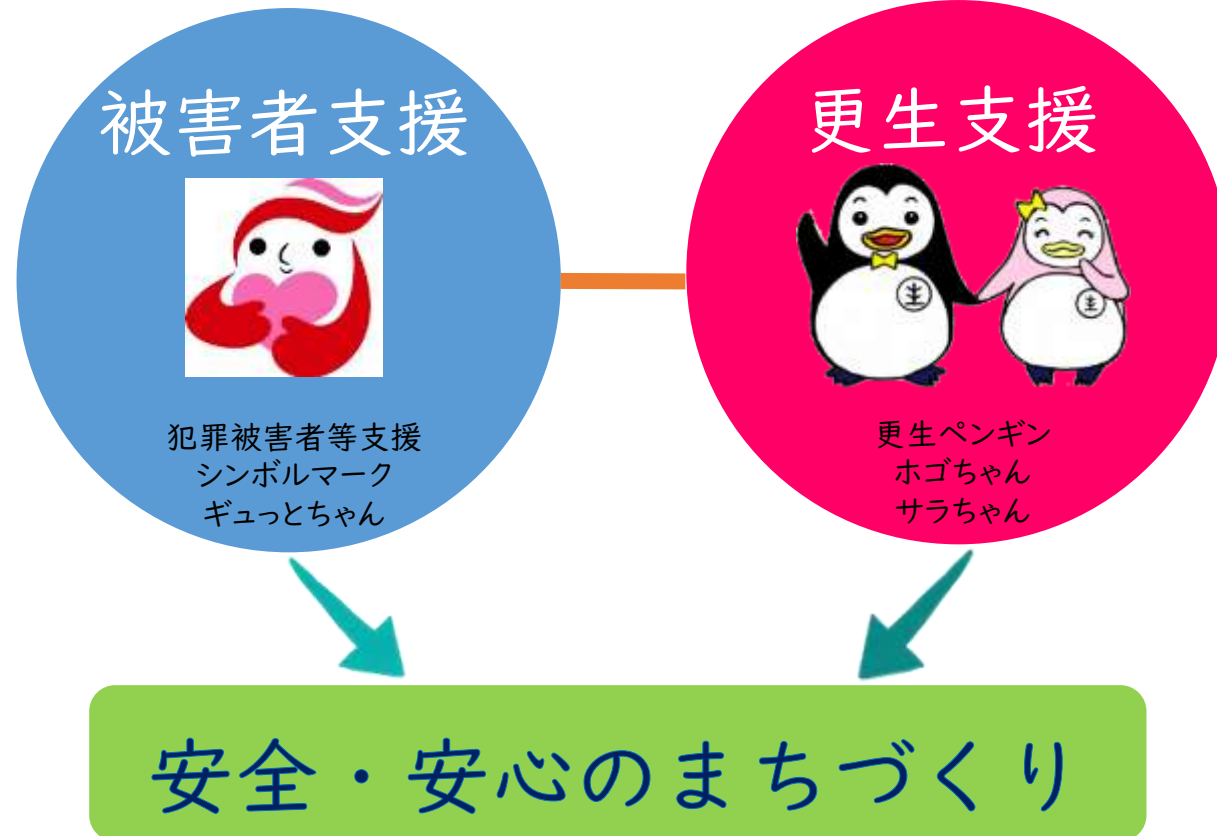 被害者支援
犯罪被害者等支援
シンボルマーク
ギュっとちゃん
更生支援
更生ペンギン
ホゴちゃん
サラちゃん
安全・安心のまちづくり